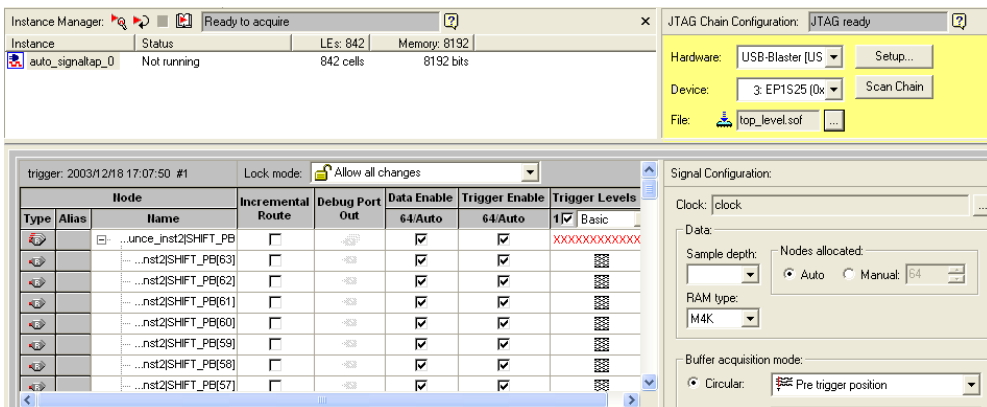 Instance Manager: Ready to acquire
Instance Status LEs: 842 Memory: 8192
auto_signaltap_0 Not running 842 cells 8192 bits
JTAG Chain Configuration: JTAG ready
Hardware: USB-Blaster [US Setup...
Device: 3: EP1S25 (0x Scan Chain
File: top_level.sof ...
trigger: 2003/12/18 17:07:50 #1 Lock mode: Allow all changes
Node Incremental Route Debug Port Out Data Enable Trigger Enable Trigger Levels
Type Alias Name 64/Auto 64/Auto 1 Basic
...unce_inst2|SHIFT_PB XXXXXXXXXXXX
...nst2|SHIFT_PB[63]
...nst2|SHIFT_PB[62]
...nst2|SHIFT_PB[61]
...nst2|SHIFT_PB[60]
...nst2|SHIFT_PB[59]
...nst2|SHIFT_PB[58]
...nst2|SHIFT_PB[57]
Signal Configuration:
Clock: clock ...
Data:
Sample depth: Nodes allocated:
Auto Manual: 64
RAM type:
M4K
Buffer acquisition mode:
Circular: Pre trigger position